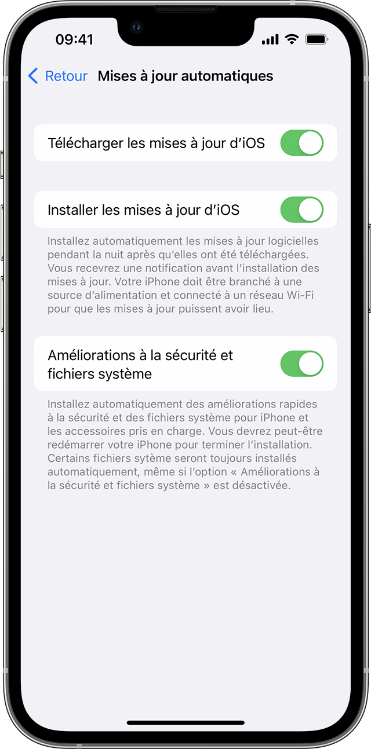 09:41
Retour Mises à jour automatiques
Télécharger les mises à jour d’iOS
Installer les mises à jour d’iOS
Installez automatiquement les mises à jour logicielles
pendant la nuit après qu’elles ont été téléchargées.
Vous recevrez une notification avant l’installation des
mises à jour. Votre iPhone doit être branché à une
source d’alimentation et connecté à un réseau Wi-Fi
pour que les mises à jour puissent avoir lieu.
Améliorations à la sécurité et
fichiers système
Installez automatiquement des améliorations rapides
à la sécurité et des fichiers système pour iPhone et
les accessoires pris en charge. Vous devrez peut-être
redémarrer votre iPhone pour terminer l’installation.
Certains fichiers sytème seront toujours installés
automatiquement, même si l’option « Améliorations à
la sécurité et fichiers système » est désactivée.